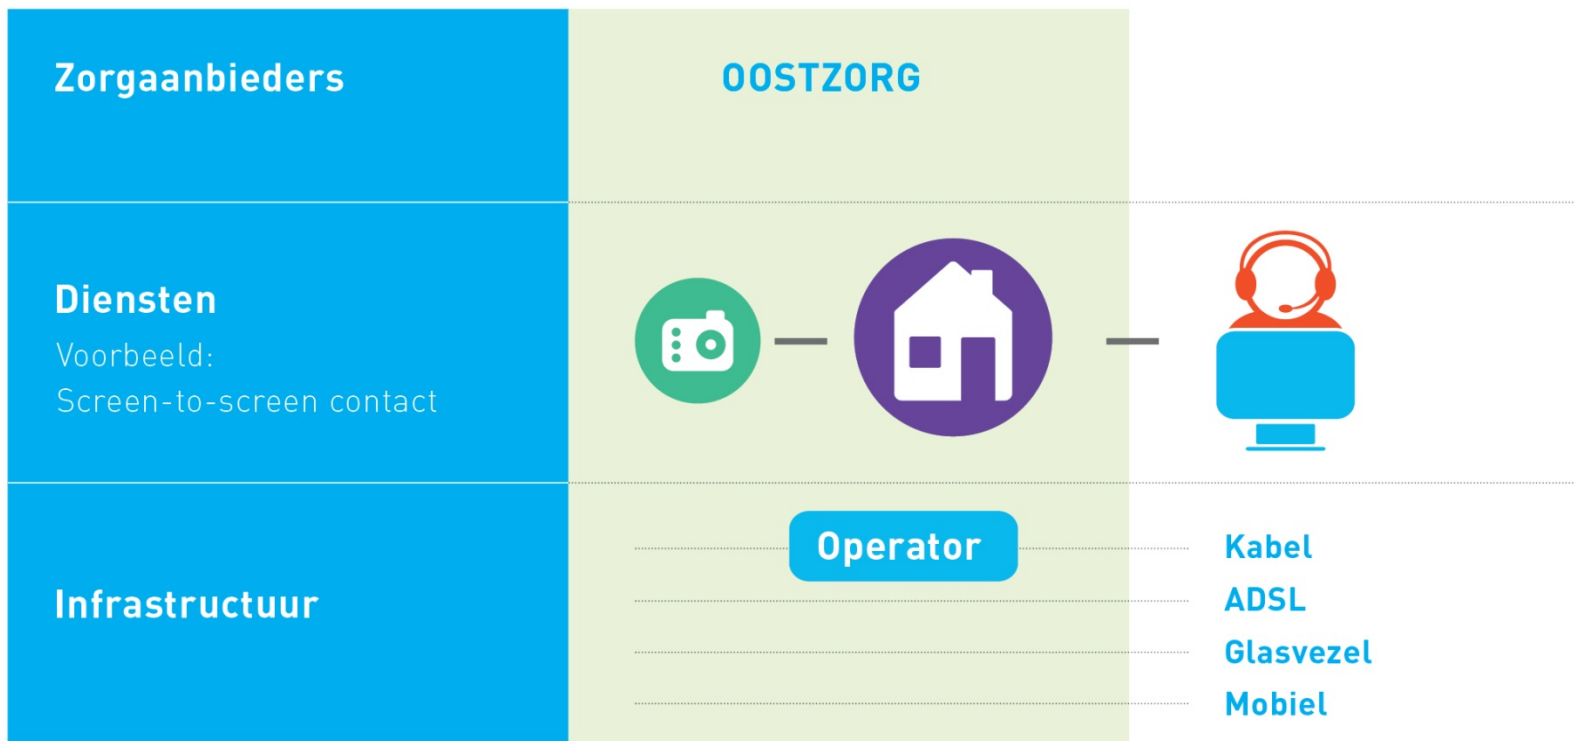 Zorgaanbieders
OOSTZORG
Diensten
Voorbeeld:
Screen-to-screen contact
Infrastructuur
Operator
Kabel
ADSL
Glasvezel
Mobiel